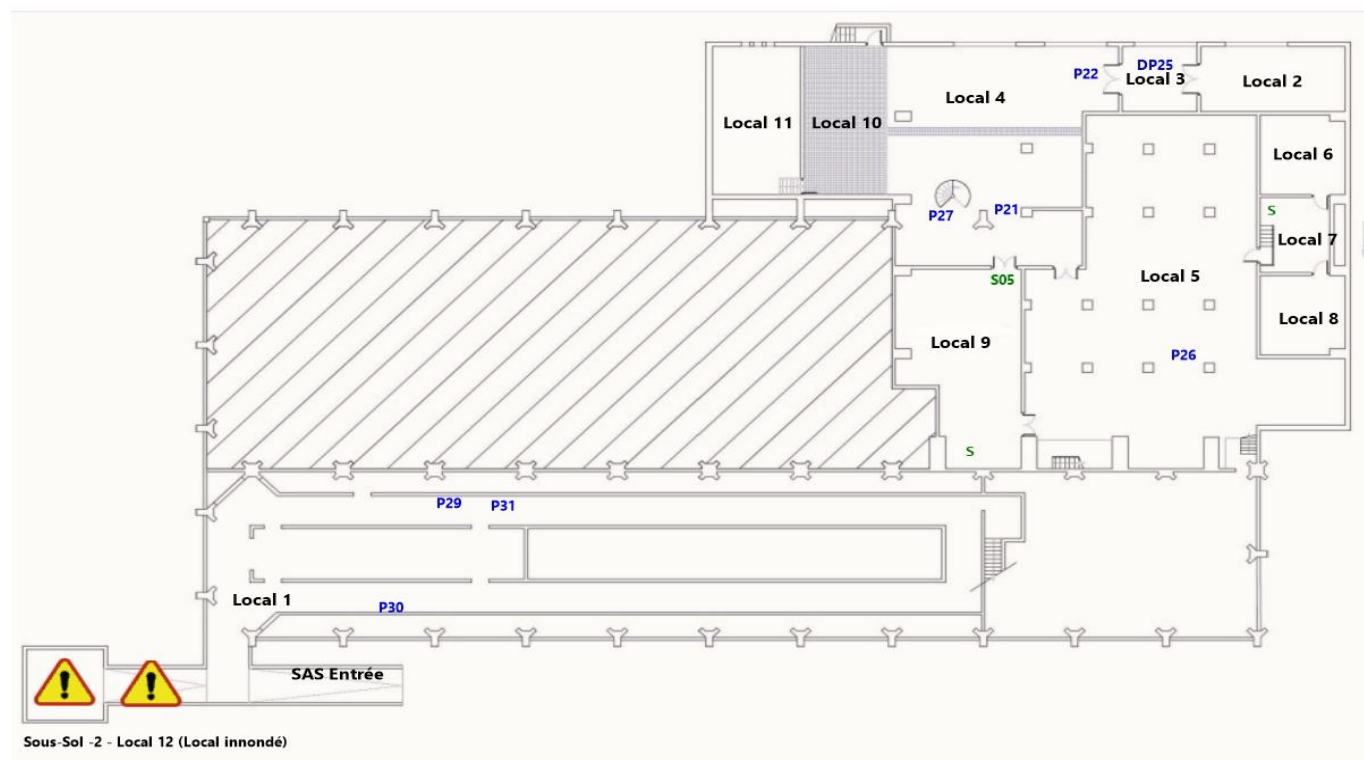 DP25
P22
Local 3
Local 2
Local 4
Local 11
Local 10
Local 6
S
P27
P21
Local 7
Local 5
S05
Local 8
Local 9
P26
S
P29
P31
Local 1
P30
SAS Entrée
Sous-Sol -2 - Local 12 (Local innondé)